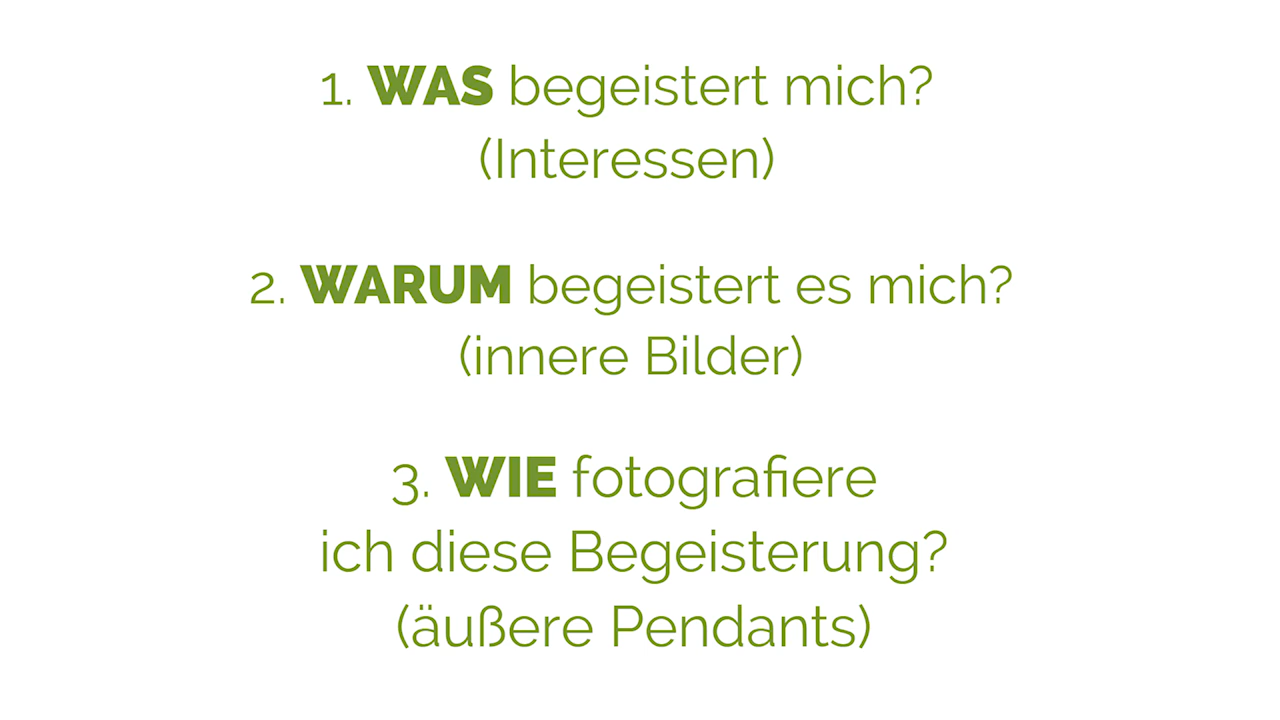 1. WAS begeistert mich?
(Interessen)
2. WARUM begeistert es mich?
(innere Bilder)
3. WIE fotografiere
ich diese Begeisterung?
(äußere Pendants)